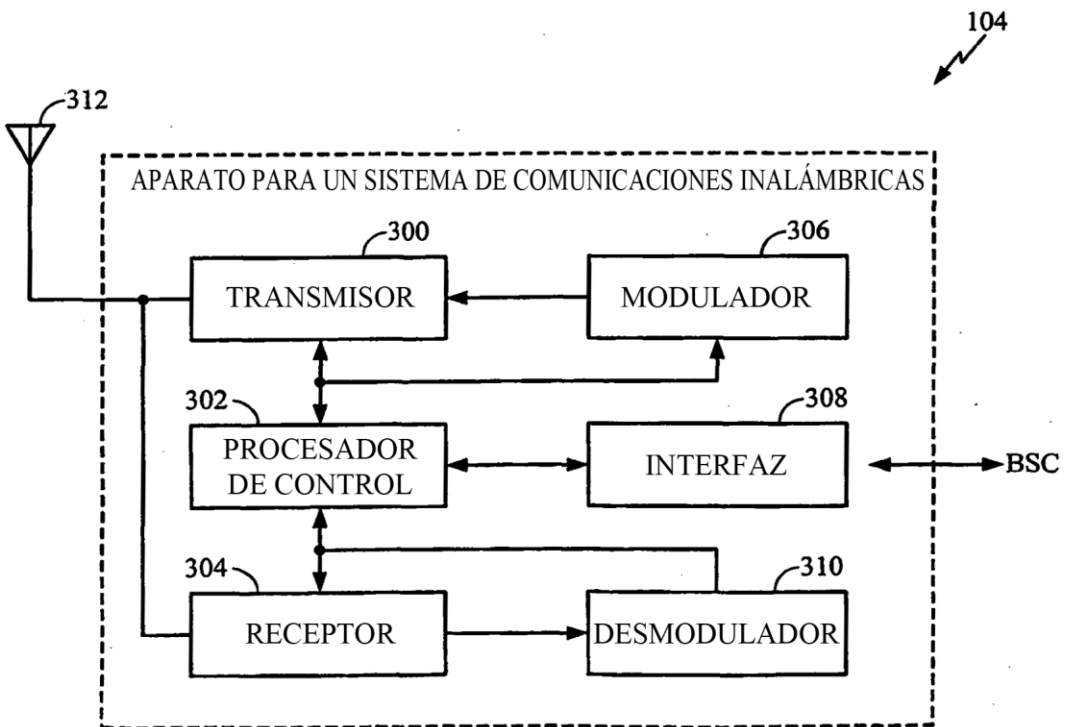 104
312
APARATO PARA UN SISTEMA DE COMUNICACIONES INALÁMBRICAS
300
306
TRANSMISOR
MODULADOR
302
308
PROCESADOR
DE CONTROL
INTERFAZ
BSC
304
310
RECEPTOR
DESMODULADOR